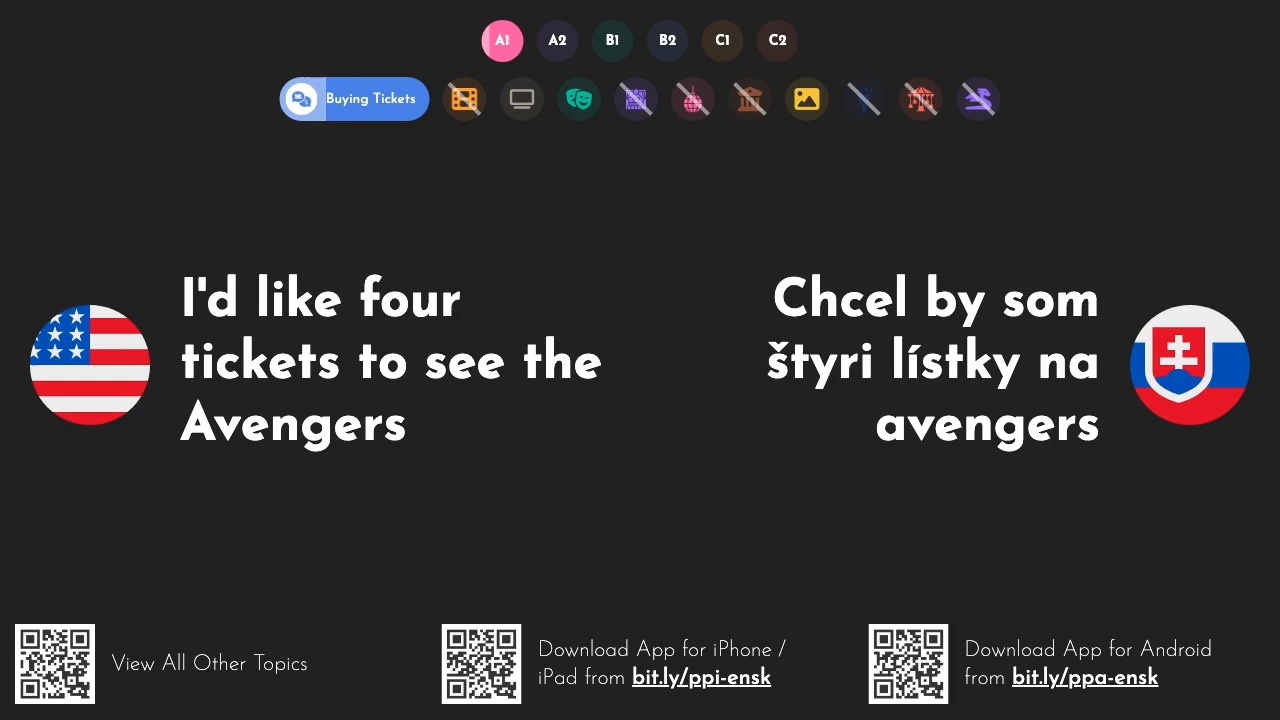 A1 A2 B1 B2 C1 C2
Buying Tickets
I'd like four
tickets to see the
Avengers
Chcel by som
štyri lístky na
avengers
View All Other Topics
Download App for iPhone /
iPad from bit.ly/ppi-ensk
Download App for Android
from bit.ly/ppa-ensk